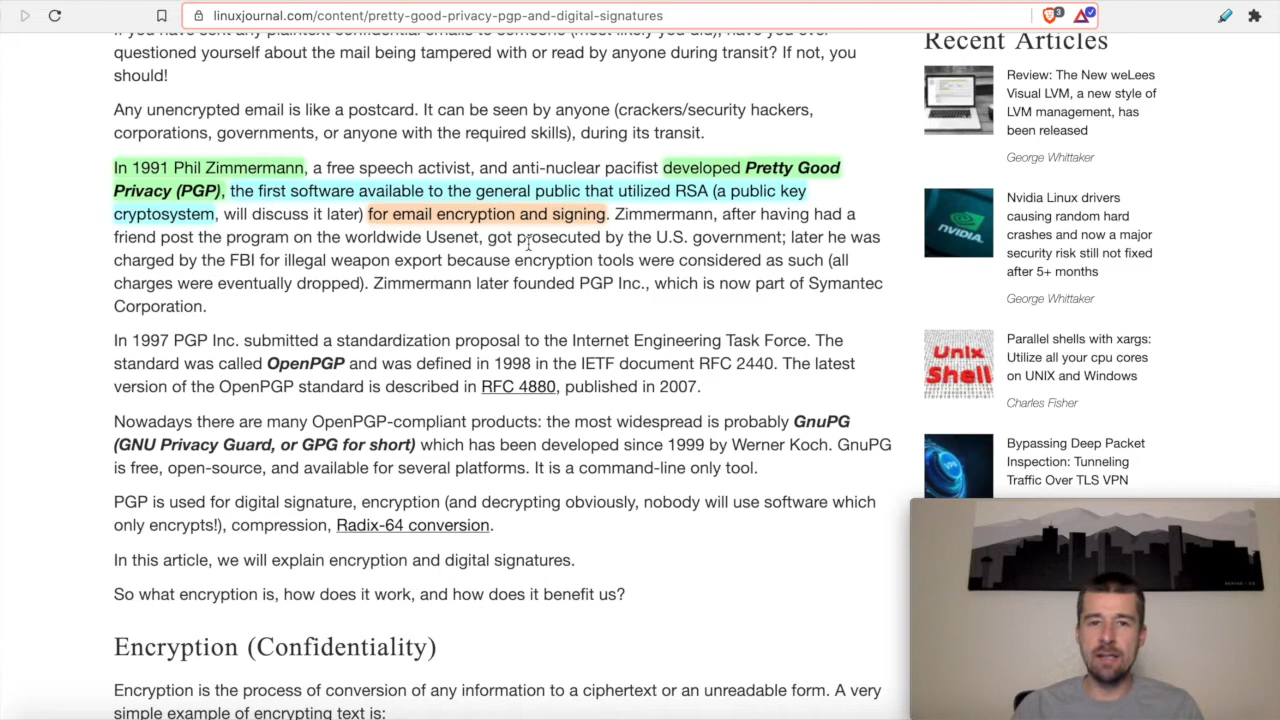 linuxjournal.com/content/pretty-good-privacy-pgp-and-digital-signatures
3
questioned yourself about the mail being tampered with or read by anyone during transit? If not, you
should!
Any unencrypted email is like a postcard. It can be seen by anyone (crackers/security hackers,
corporations, governments, or anyone with the required skills), during its transit.
In 1991 Phil Zimmermann, a free speech activist, and anti-nuclear pacifist developed Pretty Good
Privacy (PGP), the first software available to the general public that utilized RSA (a public key
cryptosystem, will discuss it later) for email encryption and signing. Zimmermann, after having had a
friend post the program on the worldwide Usenet, got prosecuted by the U.S. government; later he was
charged by the FBI for illegal weapon export because encryption tools were considered as such (all
charges were eventually dropped). Zimmermann later founded PGP Inc., which is now part of Symantec
Corporation.
In 1997 PGP Inc. submitted a standardization proposal to the Internet Engineering Task Force. The
standard was called OpenPGP and was defined in 1998 in the IETF document RFC 2440. The latest
version of the OpenPGP standard is described in RFC 4880, published in 2007.
Nowadays there are many OpenPGP-compliant products: the most widespread is probably GnuPG
(GNU Privacy Guard, or GPG for short) which has been developed since 1999 by Werner Koch. GnuPG
is free, open-source, and available for several platforms. It is a command-line only tool.
PGP is used for digital signature, encryption (and decrypting obviously, nobody will use software which
only encrypts!), compression, Radix-64 conversion.
In this article, we will explain encryption and digital signatures.
So what encryption is, how does it work, and how does it benefit us?
Encryption (Confidentiality)
Encryption is the process of conversion of any information to a ciphertext or an unreadable form. A very
simple example of encrypting text is:
Recent Articles
Review: The New weLees
Visual LVM, a new style of
LVM management, has
been released
George Whittaker
NVIDIA.
Nvidia Linux drivers
causing random hard
crashes and now a major
security risk still not fixed
after 5+ months
George Whittaker
Unix
Shell
Parallel shells with xargs:
Utilize all your cpu cores
on UNIX and Windows
Charles Fisher
VPN
Bypassing Deep Packet
Inspection: Tunneling
Traffic Over TLS VPN